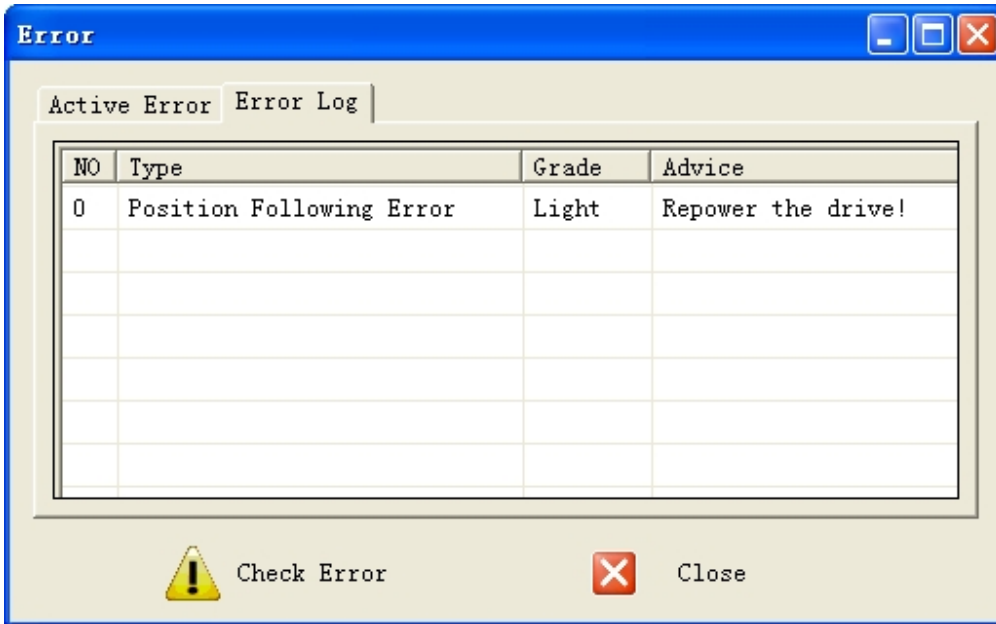 Error
Active Error Error Log
NO Type Grade Advice
0 Position Following Error Light Repower the drive!
Check Error Close